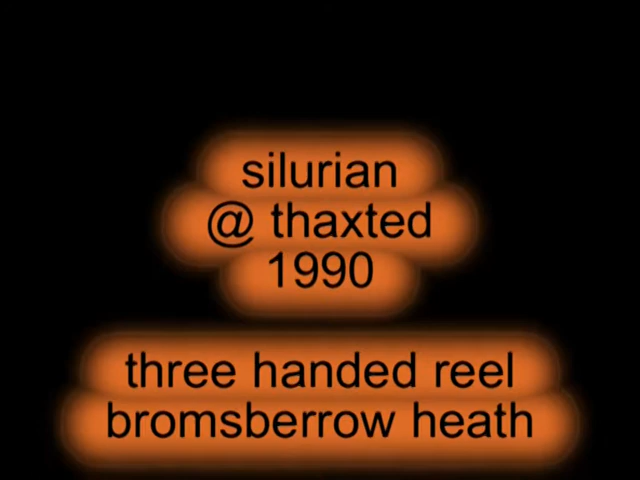 silurian
@ thaxted
1990
three handed reel
bromsberrow heath